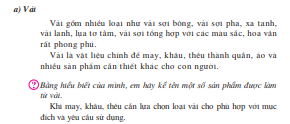 a) Vải
Vải gồm nhiều loại như vải sợi bông, vải sợi pha, xa tanh,
vải lanh, lụa tơ tằm, vải sợi tổng hợp với các màu sắc, hoa văn
rất phong phú.
Vải là vật liệu chính để may, khâu, thêu thành quần, áo và
nhiều sản phẩm cần thiết khác cho con người.
? Bằng hiểu biết của mình, em hãy kể tên một số sản phẩm được làm
từ vải.
Khi may, khâu, thêu cần lựa chọn loại vải cho phù hợp với mục
đích và yêu cầu sử dụng.